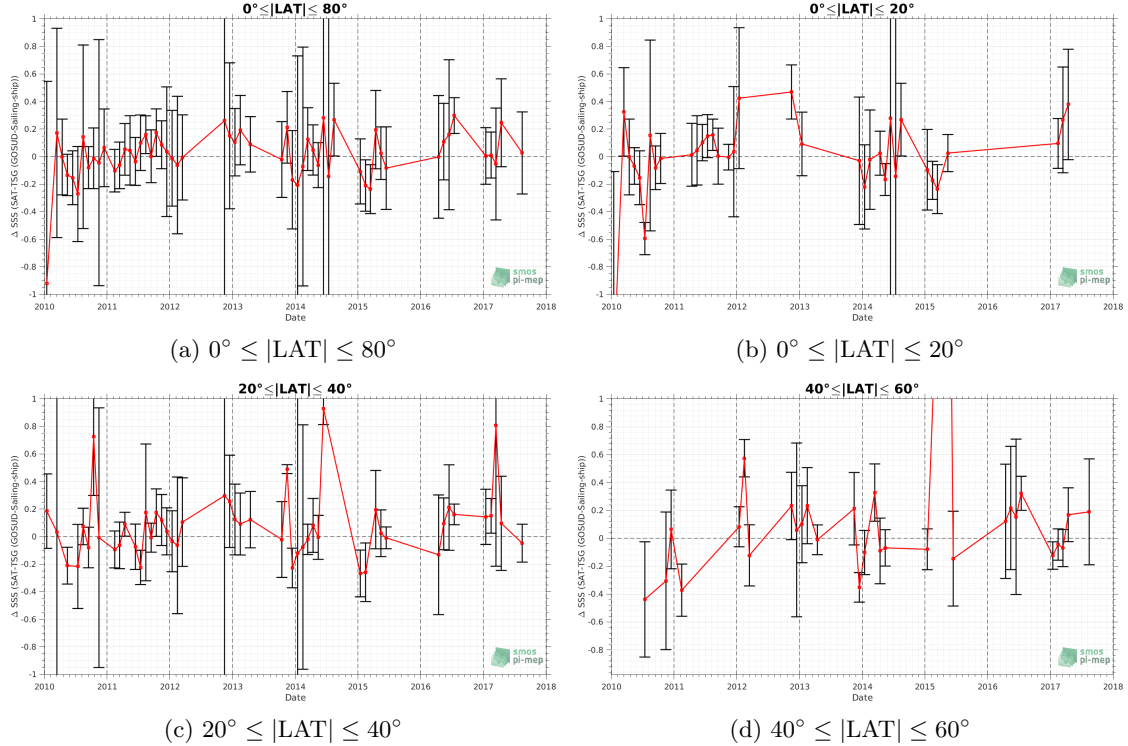 0°≤|LAT|≤ 80°
Δ SSS (SAT-TSG (GOSUD-Sailing-ship))
1
0.8
0.6
0.4
0.2
0
-0.2
-0.4
-0.6
-0.8
-1
2010 2011 2012 2013 2014 2015 2016 2017 2018
Date
smos
pi-mep
(a) 0° ≤ |LAT| ≤ 80°
0°≤|LAT|≤ 20°
Δ SSS (SAT-TSG (GOSUD-Sailing-ship))
1
0.8
0.6
0.4
0.2
0
-0.2
-0.4
-0.6
-0.8
-1
2010 2011 2012 2013 2014 2015 2016 2017 2018
Date
smos
pi-mep
(b) 0° ≤ |LAT| ≤ 20°
20°≤|LAT|≤ 40°
Δ SSS (SAT-TSG (GOSUD-Sailing-ship))
1
0.8
0.6
0.4
0.2
0
-0.2
-0.4
-0.6
-0.8
-1
2010 2011 2012 2013 2014 2015 2016 2017 2018
Date
smos
pi-mep
(c) 20° ≤ |LAT| ≤ 40°
40°≤|LAT|≤ 60°
Δ SSS (SAT-TSG (GOSUD-Sailing-ship))
0.8
0.6
0.4
0.2
0
-0.2
-0.4
-0.6
-0.8
2010 2011 2012 2013 2014 2015 2016 2017 2018
Date
smos
pi-mep
(d) 40° ≤ |LAT| ≤ 60°